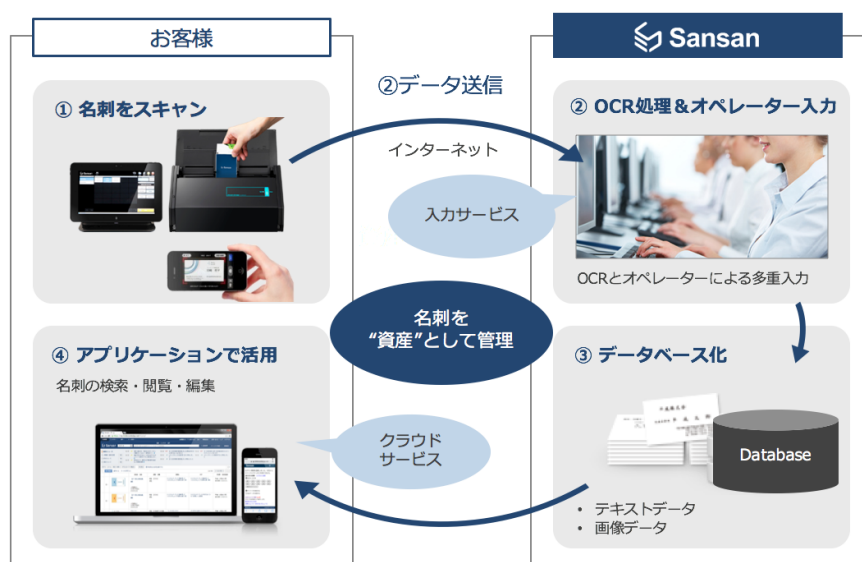 お客様
Sansan
① 名刺をスキャン
②データ送信
インターネット
入力サービス
② OCR処理＆オペレーター入力
OCRとオペレーターによる多重入力
名刺を
“資産”として管理
④ アプリケーションで活用
名刺の検索・閲覧・編集
クラウド
サービス
③ データベース化
Database
• テキストデータ
• 画像データ